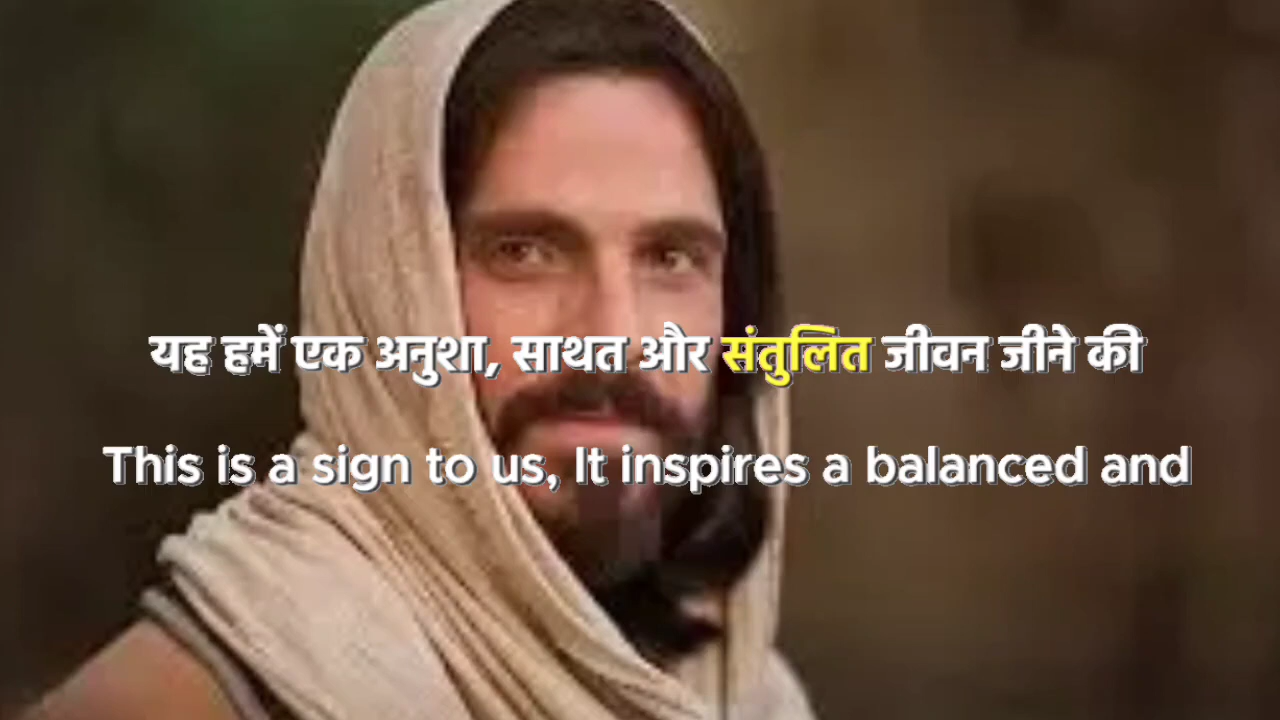 यह हमें एक अनुशा, साथत और संतुलित जीवन जीने की
This is a sign to us, It inspires a balanced and